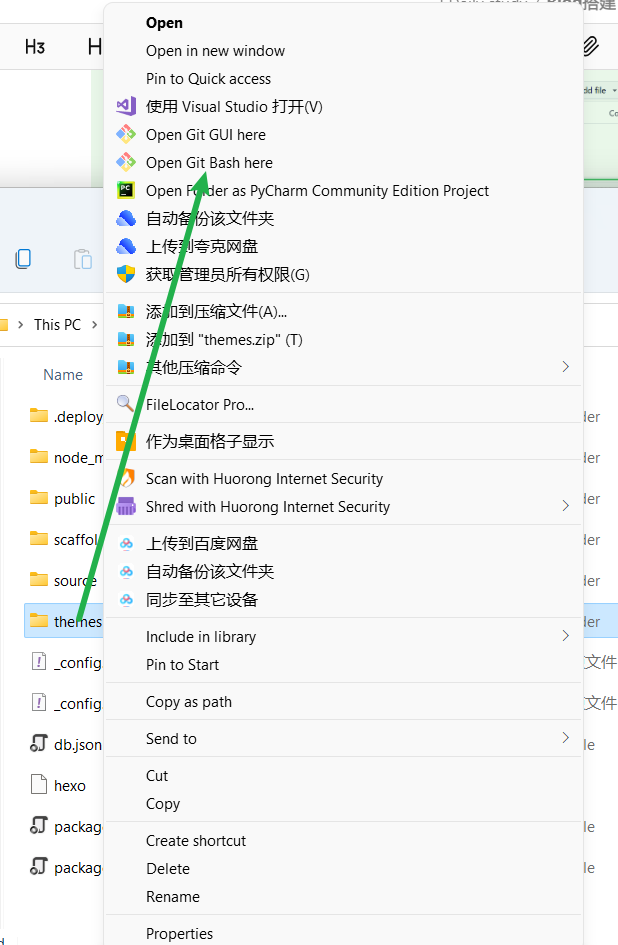 Open
H3
H
Open in new window
Pin to Quick access
使用 Visual Studio 打开(V)
dd file
Co
Open Git GUI here
Open Git Bash here
PC
Open Folder as PyCharm Community Edition Project
自动备份该文件夹
上传到夸克网盘
获取管理员所有权限(G)
添加到压缩文件(A)...
This PC
添加到 "themes.zip" (T)
其他压缩命令
Name
FileLocator Pro...
.deploy
der
作为桌面格子显示
node_m
der
Scan with Huorong Internet Security
public
der
Shred with Huorong Internet Security
scaffol
der
上传到百度网盘
自动备份该文件夹
source
der
同步至其它设备
themes
der
Include in library
_config
文件
Pin to Start
_config
文件
Copy as path
db.json
le
Send to
hexo
Cut
Copy
packag
le
Create shortcut
packag
le
Delete
Rename
Properties